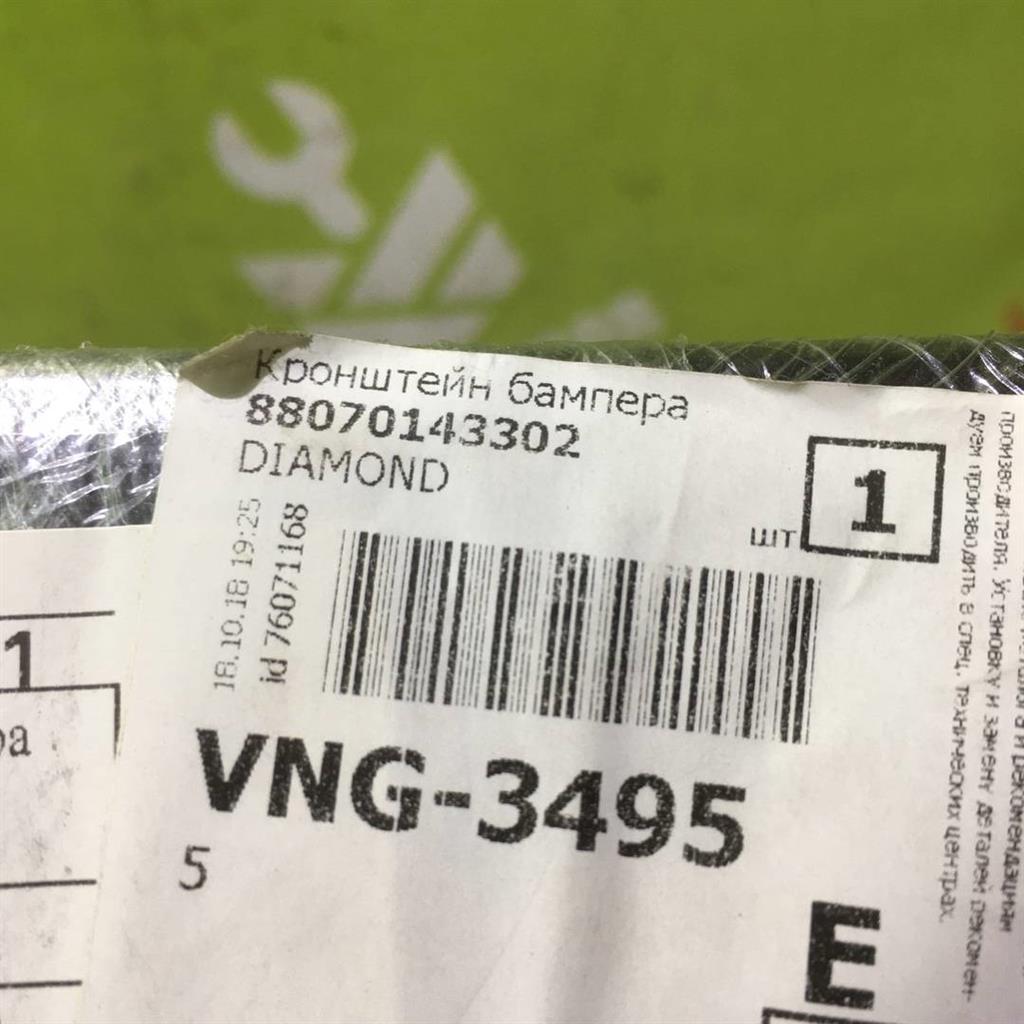 Кронштейн бампера
88070143302
DIAMOND
шт 1
18.10.18 19:25
id 76071168
VNG-3495
5
E
1
ра
производителя. Установку и замену деталей рекомен-
дуем производить в спец. технических центрах.